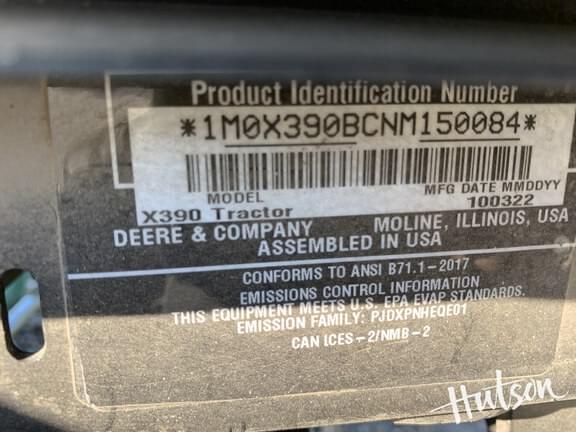 Product Identification Number
*1M0X390BCNM150084*
MODEL MFG DATE MMDDYY
X390 Tractor 100322
DEERE & COMPANY MOLINE, ILLINOIS, USA
ASSEMBLED IN USA
CONFORMS TO ANSI B71.1-2017
EMISSIONS CONTROL INFORMATION
THIS EQUIPMENT MEETS U.S. EPA EVAP STANDARDS.
EMISSION FAMILY: PJDXPNHEQE01
CAN ICES-2/NMB-2
Hutson